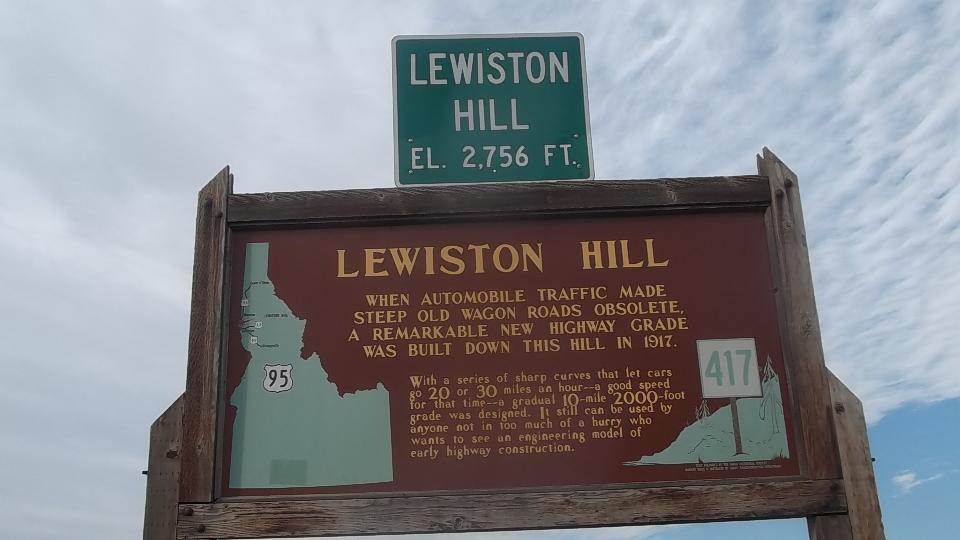 LEWISTON
HILL
EL. 2,756 FT.
LEWISTON HILL
WHEN AUTOMOBILE TRAFFIC MADE
STEEP OLD WAGON ROADS OBSOLETE,
A REMARKABLE NEW HIGHWAY GRADE
WAS BUILT DOWN THIS HILL IN 1917.
With a series of sharp curves that let cars
go 20 or 30 miles an hour--a good speed
for that time--a gradual 10-mile 2000-foot
grade was designed. It still can be used by
anyone not in too much of a hurry who
wants to see an engineering model of
early highway construction.
95
417